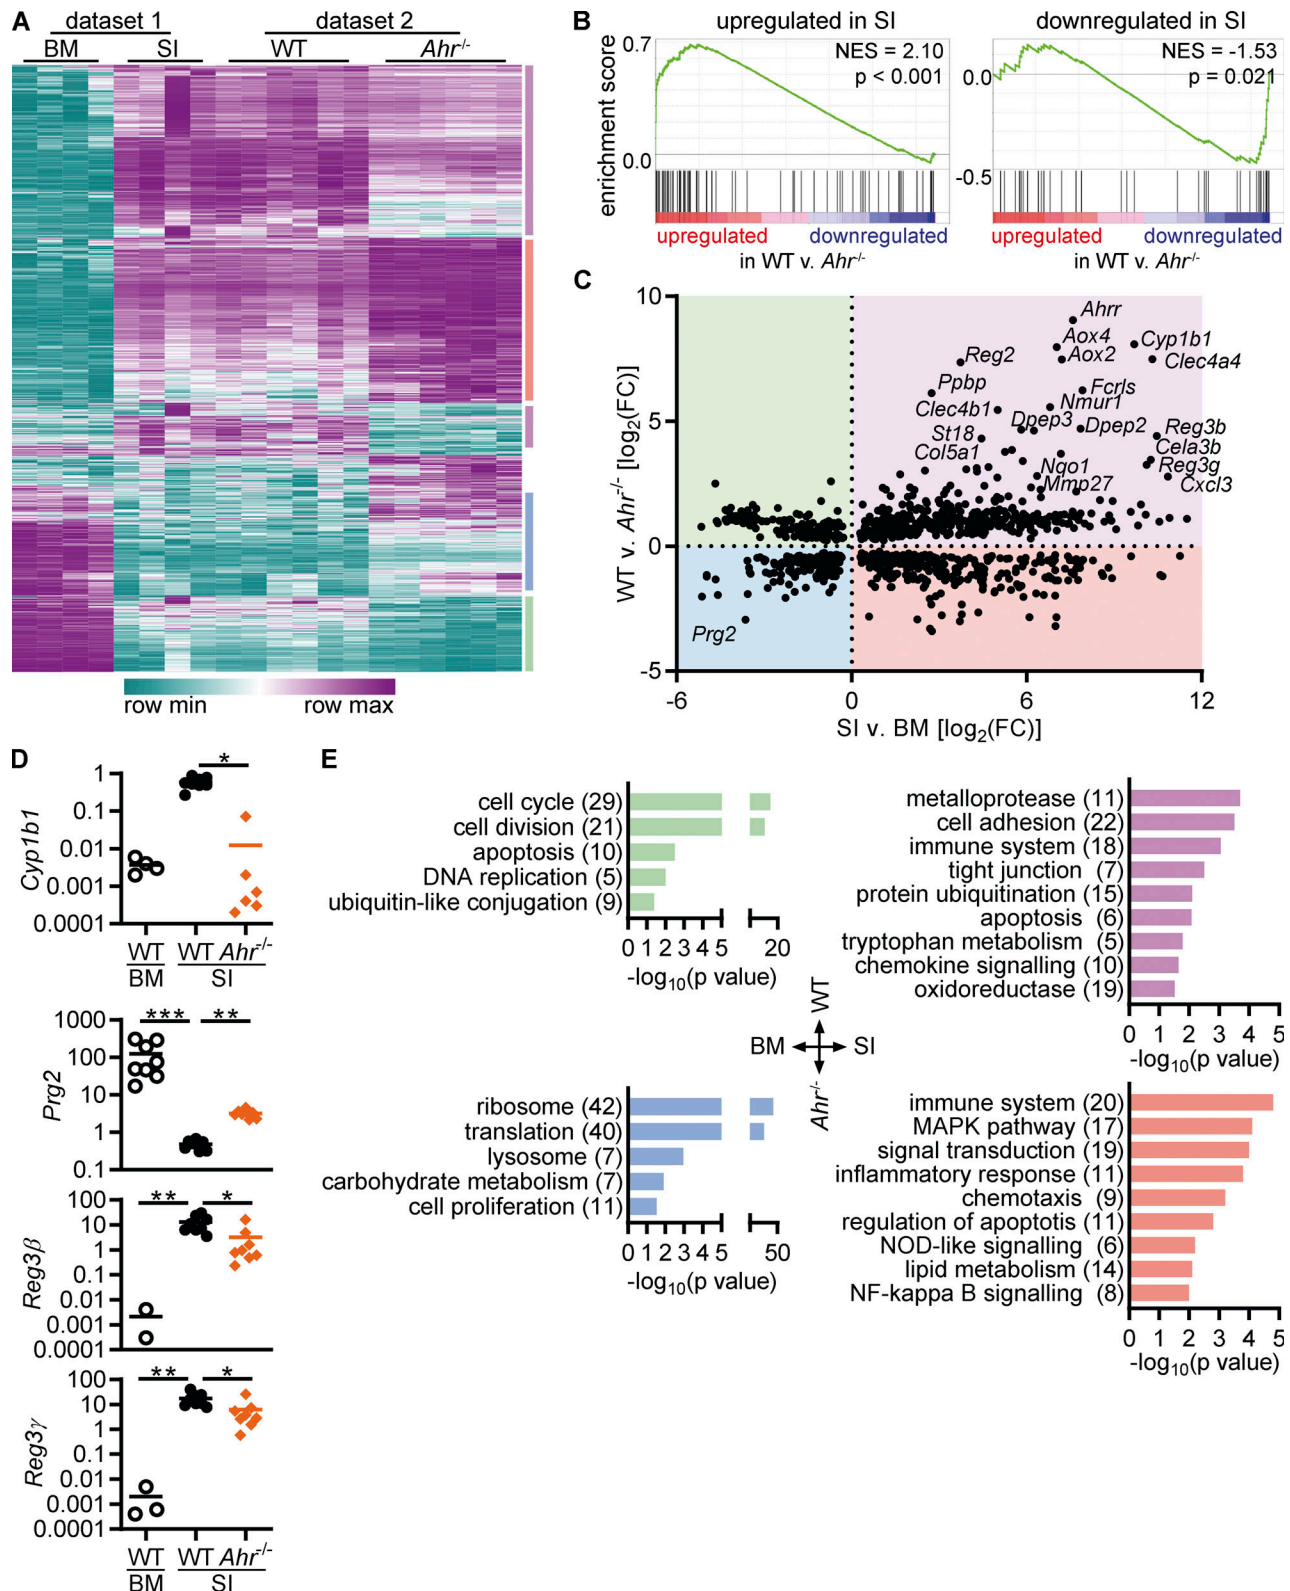 A
dataset 1
dataset 2
BM
SI
WT
Ahr-/-
row min
row max
B
upregulated in SI
downregulated in SI
enrichment score
0.7
0.0
NES = 2.10
p < 0.001
0.0
-0.5
NES = -1.53
p = 0.021
upregulated
downregulated
in WT v. Ahr-/-
upregulated
downregulated
in WT v. Ahr-/-
C
WT v. Ahr-/- [log2(FC)]
10
5
0
-5
Ahrr
Aox4
Cyp1b1
Reg2
Aox2
Clec4a4
Ppbp
Fcrls
Nmur1
Clec4b1
Dpep3
Dpep2
Reg3b
St18
Cela3b
Col5a1
Nqo1
Reg3g
Mmp27
Cxcl3
Prg2
-6
0
6
12
SI v. BM [log2(FC)]
D
Cyp1b1
1
0.1
0.01
0.001
0.0001
*
WT
WT
Ahr-/-
BM
SI
Prg2
1000
100
10
1
0.1
***
**
Reg3β
100
10
1
0.1
0.01
0.001
0.0001
**
*
Reg3γ
100
10
1
0.1
0.01
0.001
0.0001
**
*
WT
WT
Ahr-/-
BM
SI
E
cell cycle (29)
cell division (21)
apoptosis (10)
DNA replication (5)
ubiquitin-like conjugation (9)
0 1 2 3 5 20
-log10(p value)
metalloprotease (11)
cell adhesion (22)
immune system (18)
tight junction (7)
protein ubiquitination (15)
apoptosis (6)
tryptophan metabolism (5)
chemokine signalling (10)
oxidoreductase (19)
0 1 2 3 4 5
-log10(p value)
WT
BM
SI
Ahr-/-
ribosome (42)
translation (40)
lysosome (7)
carbohydrate metabolism (7)
cell proliferation (11)
0 1 2 3 5 50
-log10(p value)
immune system (20)
MAPK pathway (17)
signal transduction (19)
inflammatory response (11)
chemotaxis (9)
regulation of apoptotis (11)
NOD-like signalling (6)
lipid metabolism (14)
NF-kappa B signalling (8)
0 1 2 3 4 5
-log10(p value)